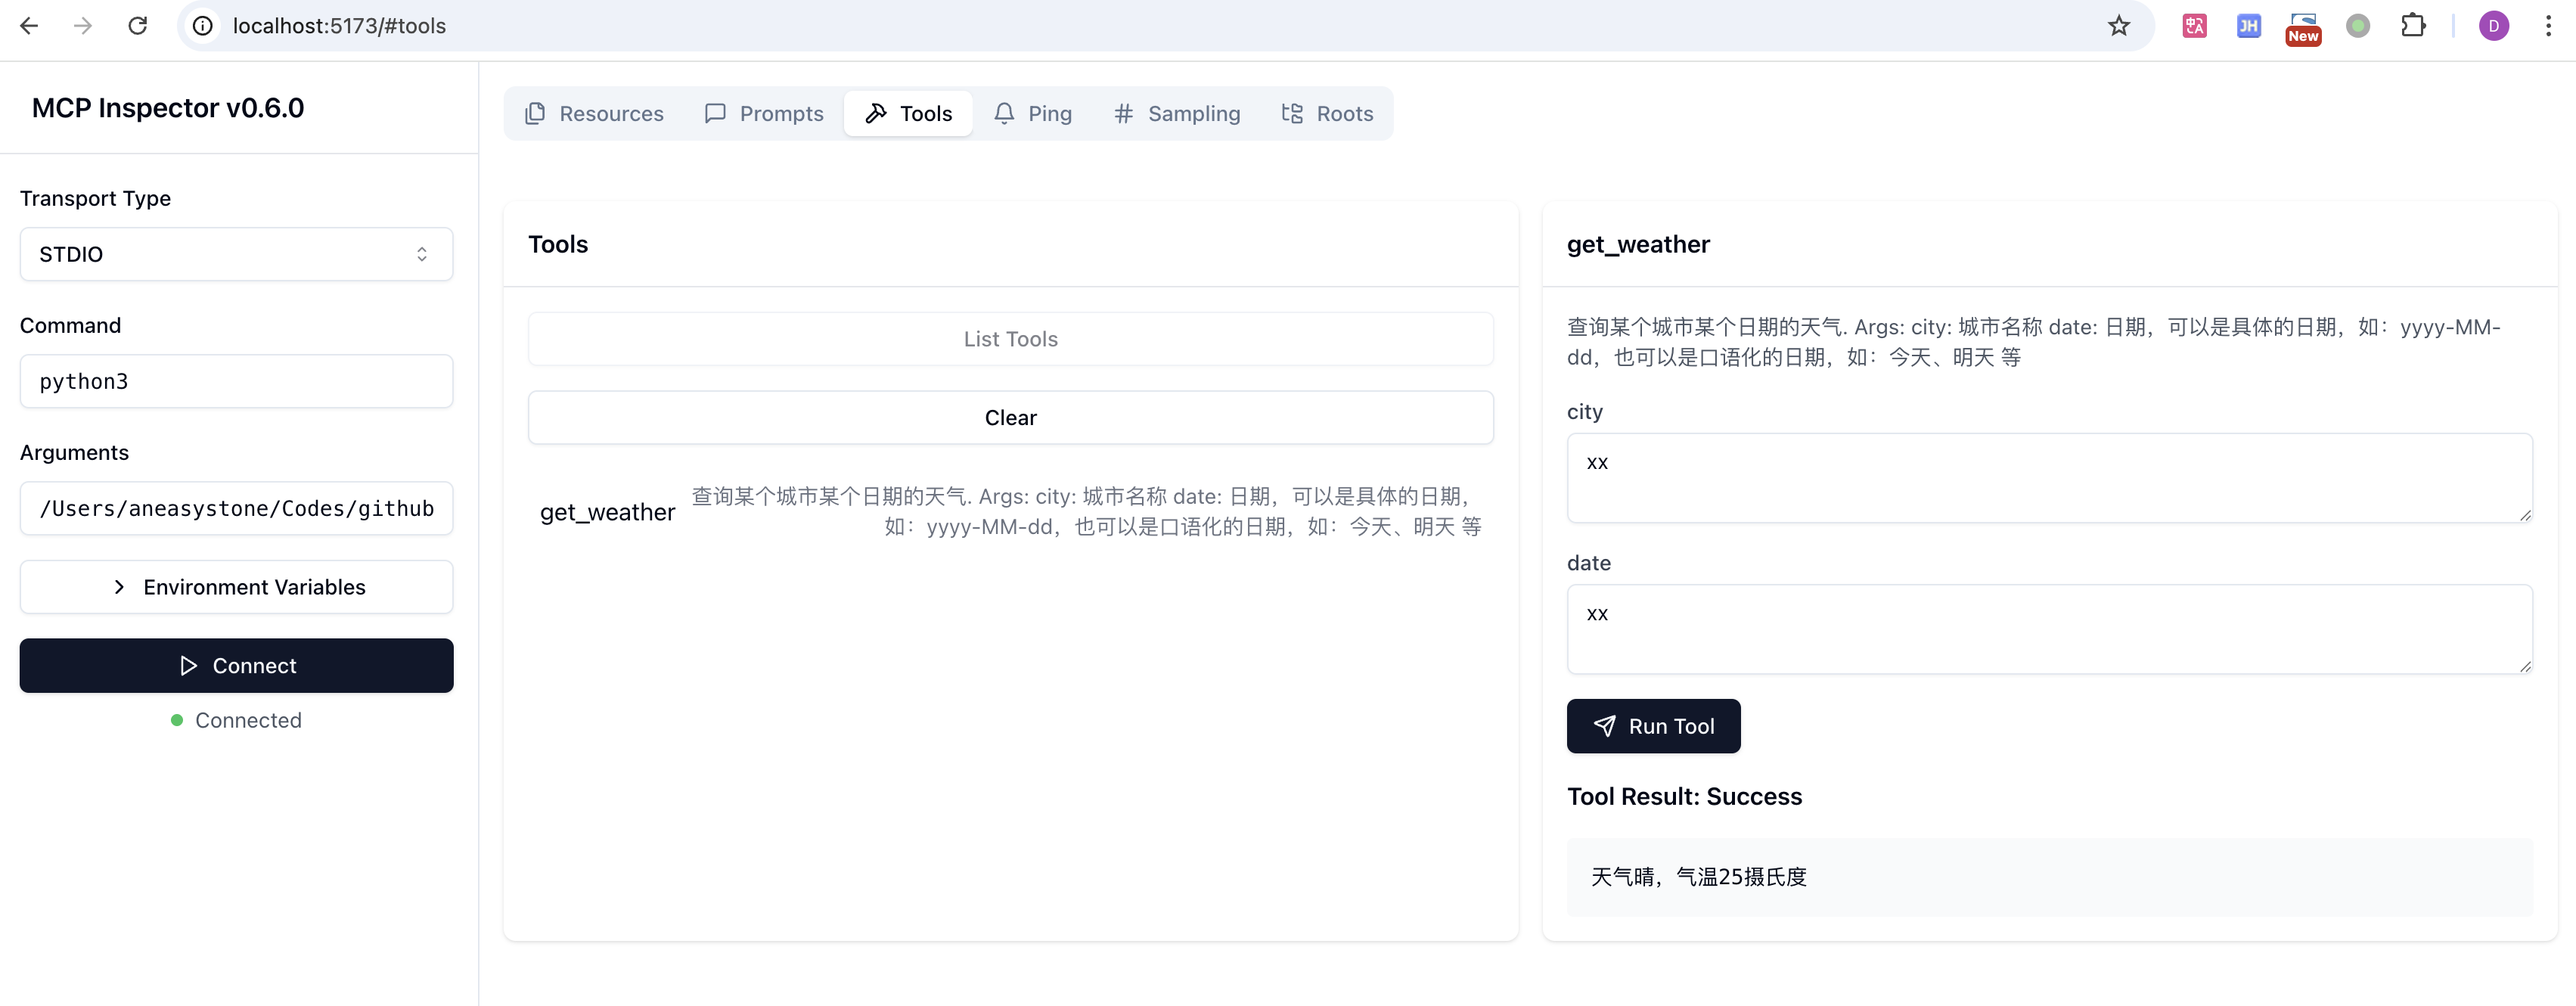 localhost:5173/#tools
JH
New
D
MCP Inspector v0.6.0
Transport Type
STDIO
Command
python3
Arguments
/Users/aneasystone/Codes/github
Environment Variables
Connect
Connected
Resources
Prompts
Tools
Ping
Sampling
Roots
Tools
List Tools
Clear
get_weather
查询某个城市某个日期的天气. Args: city: 城市名称 date: 日期，可以是具体的日期，
如：yyyy-MM-dd，也可以是口语化的日期，如：今天、明天 等
get_weather
查询某个城市某个日期的天气. Args: city: 城市名称 date: 日期，可以是具体的日期，如：yyyy-MM-
dd，也可以是口语化的日期，如：今天、明天 等
city
xx
date
xx
Run Tool
Tool Result: Success
天气晴，气温25摄氏度